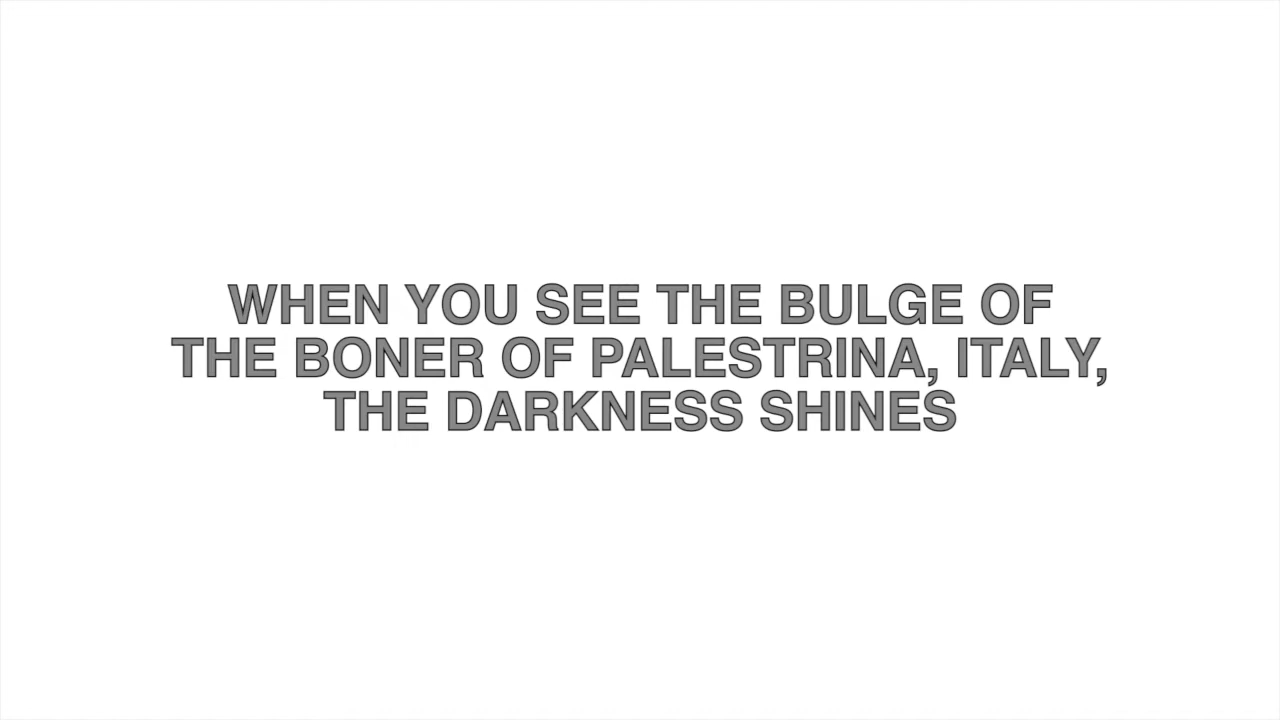 WHEN YOU SEE THE BULGE OF
THE BONER OF PALESTRINA, ITALY,
THE DARKNESS SHINES